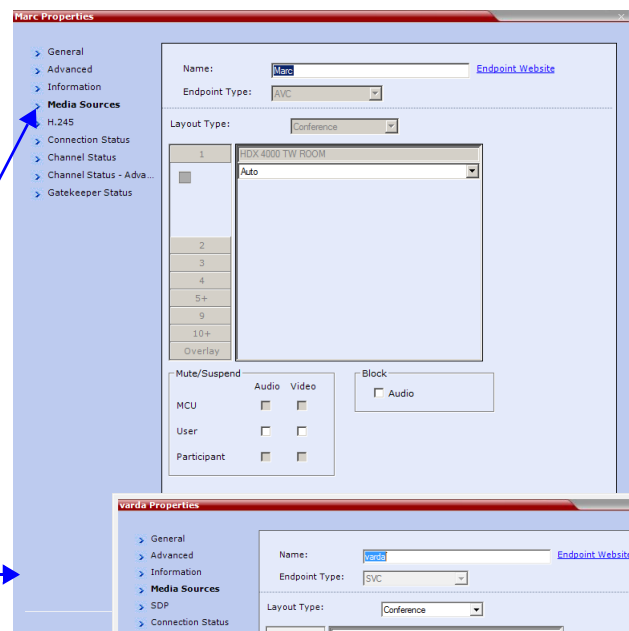 Marc Properties
General
Advanced
Information
Media Sources
H.245
Connection Status
Channel Status
Channel Status - Adva...
Gatekeeper Status
Name: Marc Endpoint Website
Endpoint Type: AVC
Layout Type: Conference
1 HDX 4000 TW ROOM
Auto
2
3
4
5+
9
10+
Overlay
Mute/Suspend
Audio Video
MCU
User
Participant
Block
Audio
varda Properties
General
Advanced
Information
Media Sources
SDP
Connection Status
Name: varda Endpoint Website
Endpoint Type: SVC
Layout Type: Conference